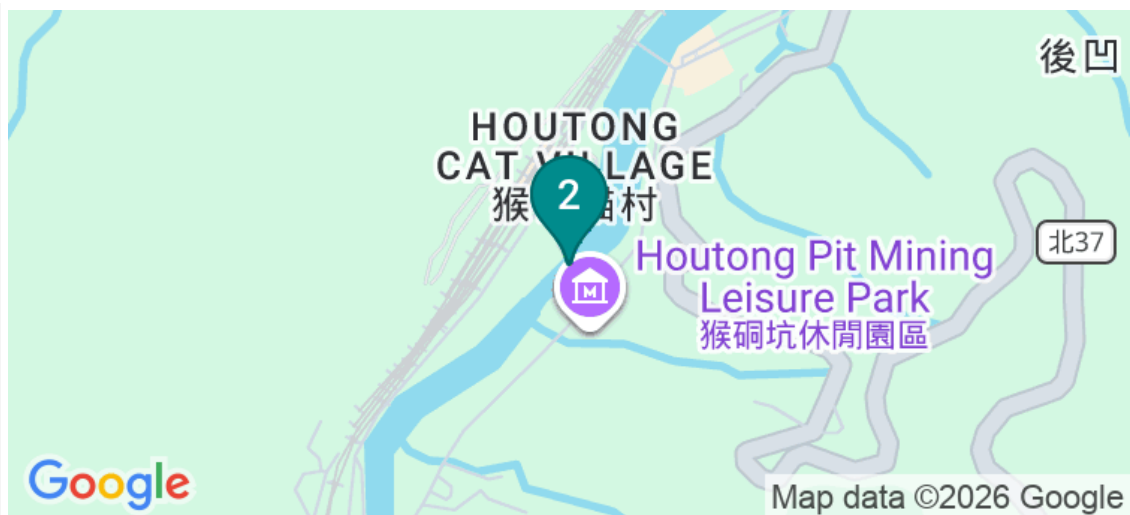 後凹
HOUTONG
CAT VILLAGE
猴 貓村
2
北37
Houtong Pit Mining
Leisure Park
猴硐坑休閒園區
M
Google
Map data ©2026 Google